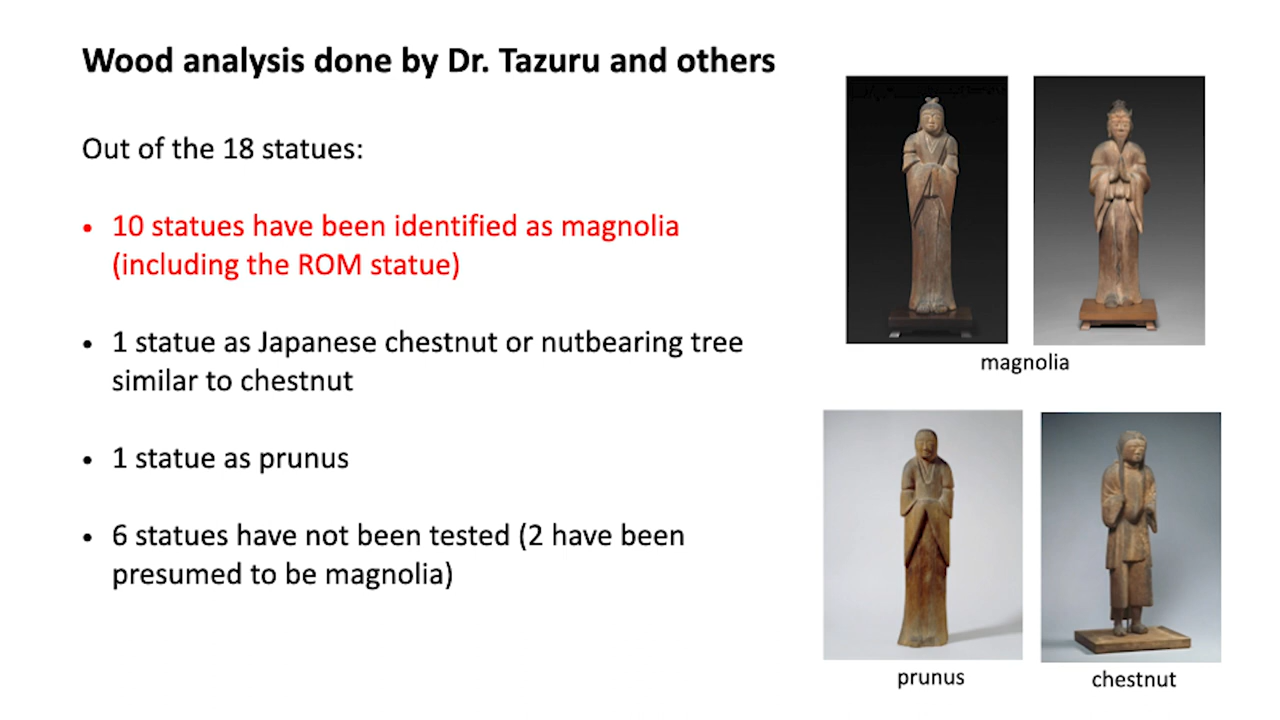 Wood analysis done by Dr. Tazuru and others
Out of the 18 statues:
• 10 statues have been identified as magnolia
(including the ROM statue)
• 1 statue as Japanese chestnut or nutbearing tree
similar to chestnut
• 1 statue as prunus
• 6 statues have not been tested (2 have been
presumed to be magnolia)
magnolia
prunus
chestnut